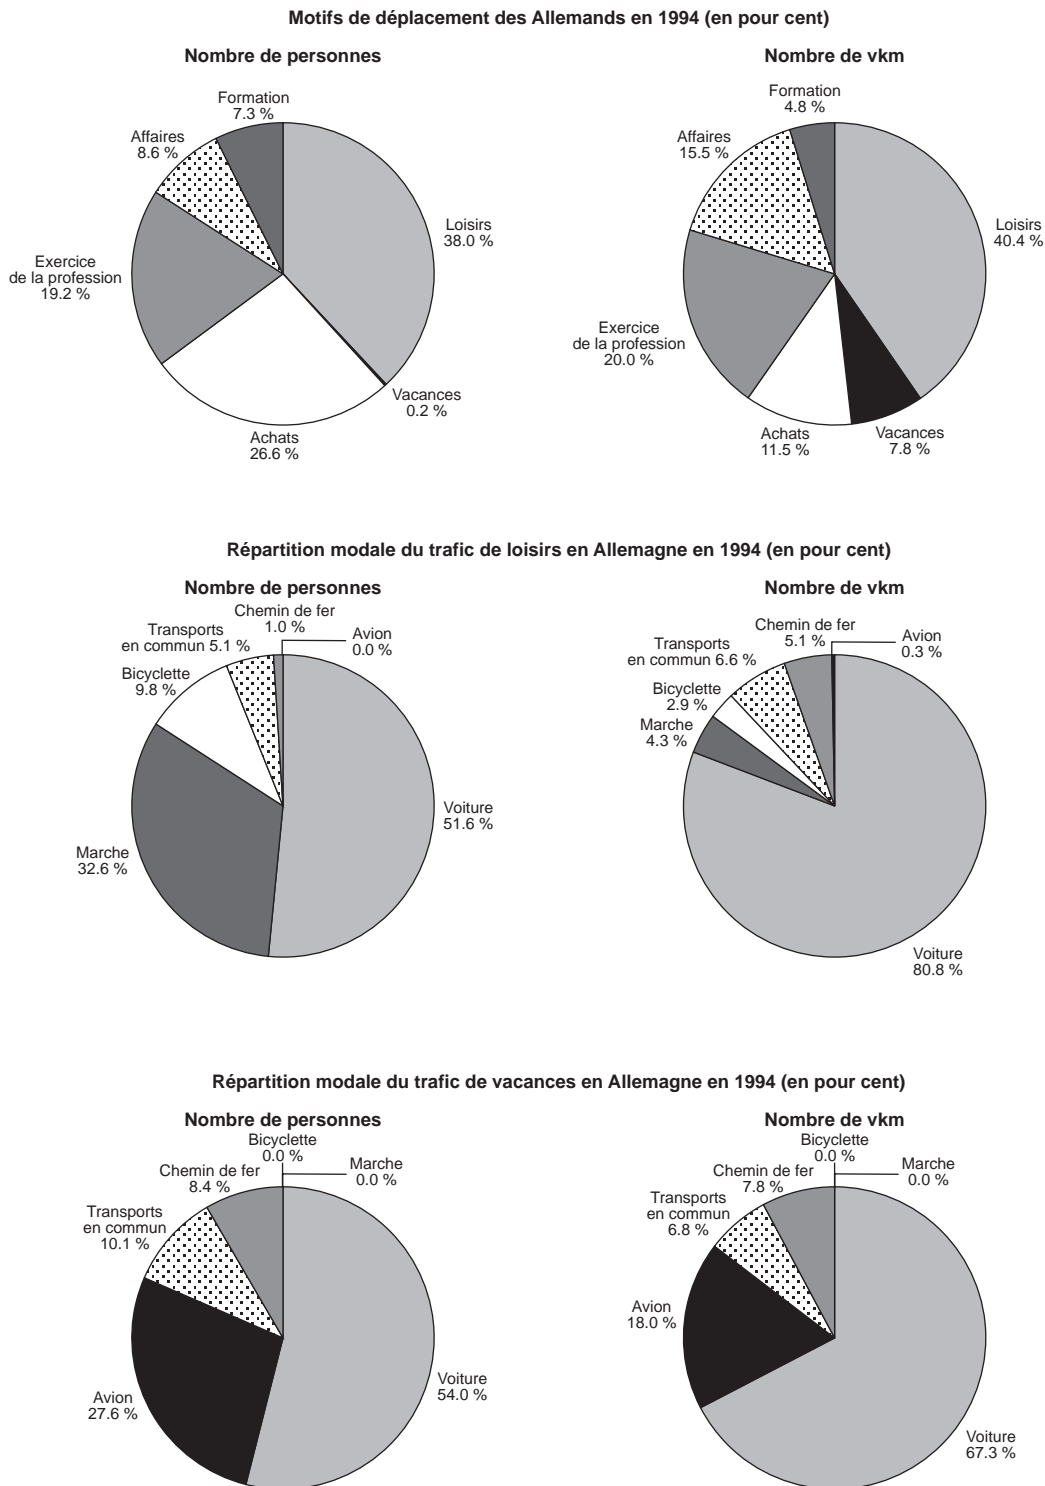 Motifs de déplacement des Allemands en 1994 (en pour cent)
Nombre de personnes
Formation
7.3 %
Affaires
8.6 %
Loisirs
38.0 %
Exercice
de la profession
19.2 %
Vacances
0.2 %
Achats
26.6 %
Nombre de vkm
Formation
4.8 %
Affaires
15.5 %
Loisirs
40.4 %
Exercice
de la profession
20.0 %
Achats
11.5 %
Vacances
7.8 %
Répartition modale du trafic de loisirs en Allemagne en 1994 (en pour cent)
Nombre de personnes
Chemin de fer
1.0 %
Avion
0.0 %
Transports
en commun 5.1 %
Bicyclette
9.8 %
Voiture
51.6 %
Marche
32.6 %
Nombre de vkm
Chemin de fer
5.1 %
Avion
0.3 %
Transports
en commun 6.6 %
Bicyclette
2.9 %
Marche
4.3 %
Voiture
80.8 %
Répartition modale du trafic de vacances en Allemagne en 1994 (en pour cent)
Nombre de personnes
Bicyclette
0.0 %
Marche
0.0 %
Chemin de fer
8.4 %
Transports
en commun
10.1 %
Avion
27.6 %
Voiture
54.0 %
Nombre de vkm
Bicyclette
0.0 %
Marche
0.0 %
Chemin de fer
7.8 %
Transports
en commun
6.8 %
Avion
18.0 %
Voiture
67.3 %